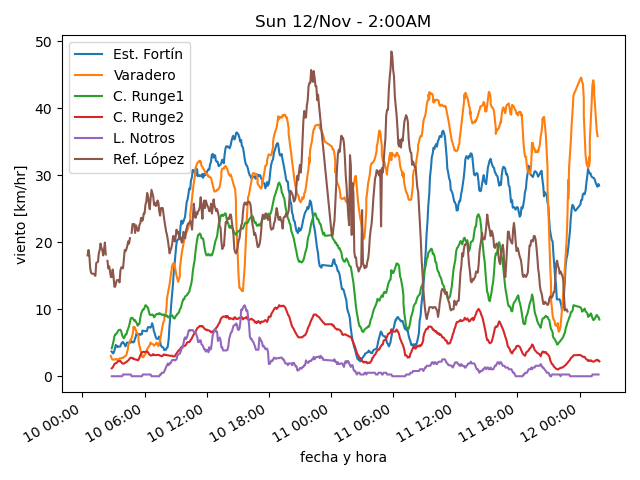 Sun 12/Nov - 2:00AM
Est. Fortín
Varadero
C. Runge1
C. Runge2
L. Notros
Ref. López
viento [km/hr]
50
40
30
20
10
0
10 00:00
10 06:00
10 12:00
10 18:00
11 00:00
11 06:00
11 12:00
11 18:00
12 00:00
fecha y hora